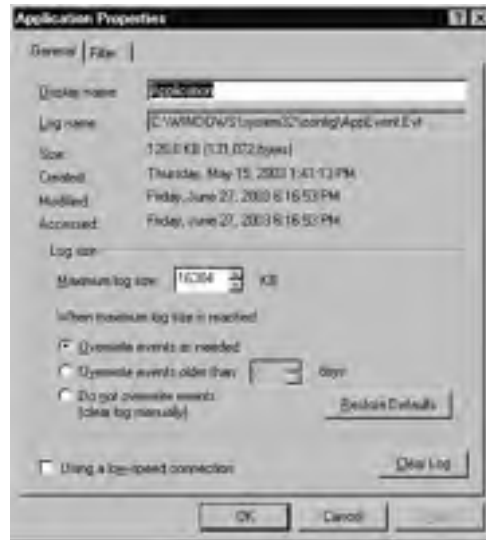 Application Properties
General
Filter
Display name: Application
Log name: C:\WINDOWS\system32\config\AppEvent.Evt
Size: 128.0 KB (131,072 bytes)
Created: Thursday, May 15, 2003 1:41:13 PM
Modified: Friday, June 27, 2003 6:16:53 PM
Accessed: Friday, June 27, 2003 6:16:53 PM
Log size
Maximum log size: 16384 KB
When maximum log size is reached:
Overwrite events as needed
Overwrite events older than days
Do not overwrite events
(clear log manually)
Restore Defaults
Using a low-speed connection
Clear Log
OK
Cancel